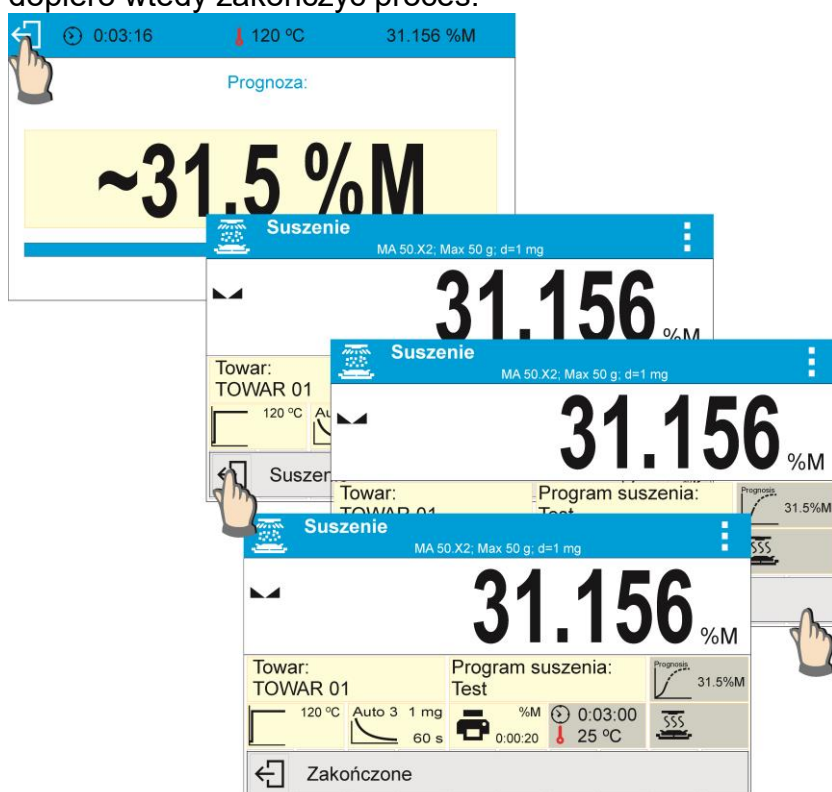 dopiero wtedy zakończyć proces.
0:03:16 120 ºC 31.156 %M
Prognoza:
~31.5 %M
Suszenie
MA 50.X2; Max 50 g; d=1 mg
31.156 %M
Towar:
TOWAR 01
120 ºC
Suszenie
MA 50.X2; Max 50 g; d=1 mg
31.156 %M
Towar: Program suszenia:
TOWAR 01 Test
Prognosis
31.5%M
Suszenie
MA 50.X2; Max 50 g; d=1 mg
31.156 %M
Towar: Program suszenia:
TOWAR 01 Test
Prognosis
31.5%M
120 ºC Auto 3 1 mg %M 0:03:00
60 s 0:00:20 25 ºC
Zakończone